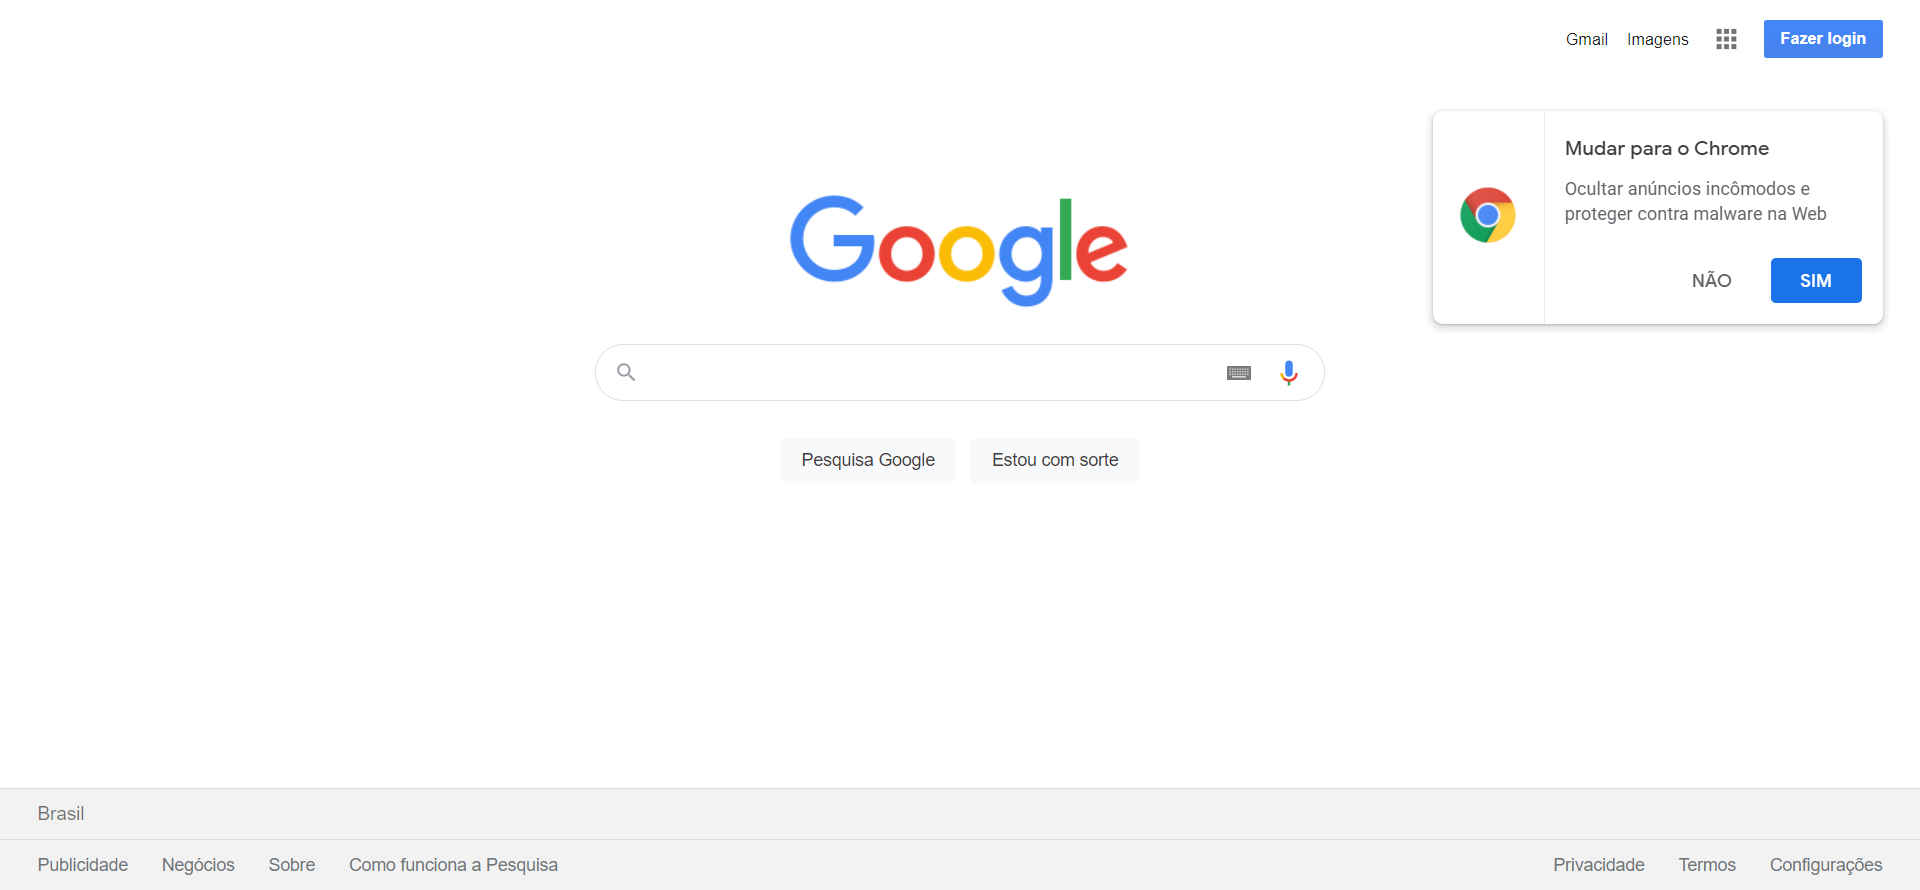 Gmail Imagens Fazer login
Mudar para o Chrome
Ocultar anúncios incômodos e
proteger contra malware na Web
NÃO SIM
Google
Pesquisa Google Estou com sorte
Brasil
Publicidade Negócios Sobre Como funciona a Pesquisa Privacidade Termos Configurações